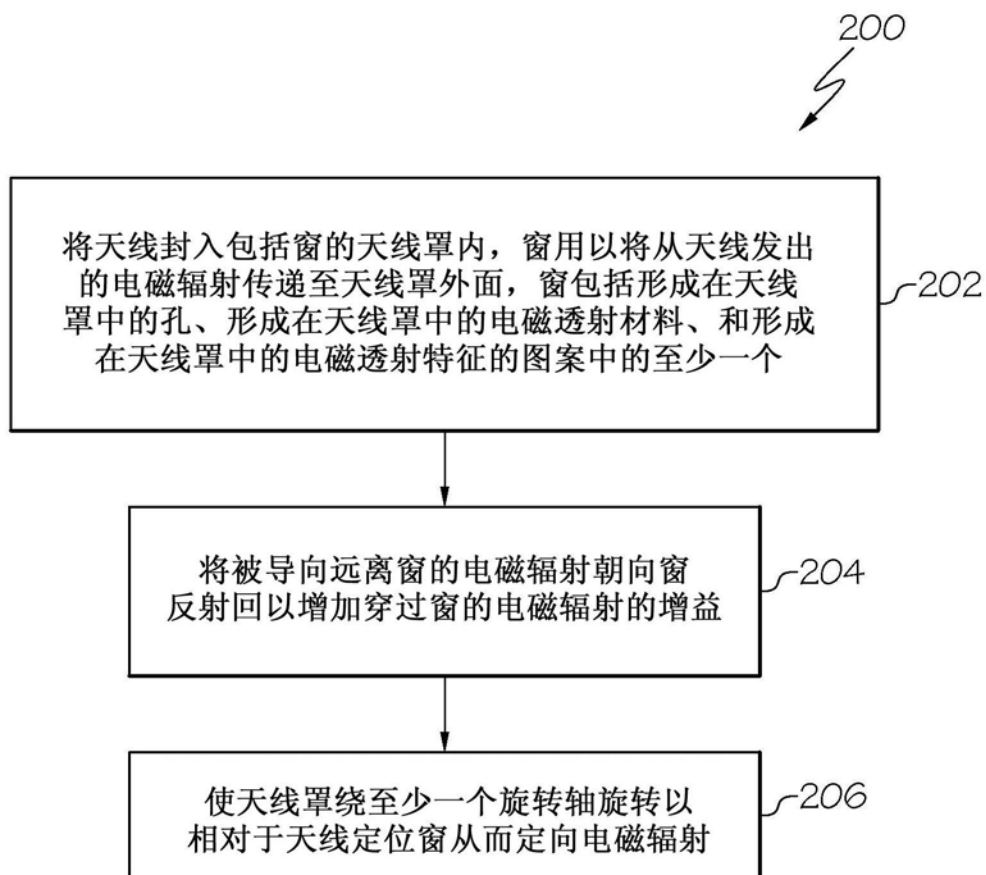 200
将天线封入包括窗的天线罩内，窗用以将从天线发出
的电磁辐射传递至天线罩外面，窗包括形成在天线
罩中的孔、形成在天线罩中的电磁透射材料、和形成
在天线罩中的电磁透射特征的图案中的至少一个
202
将被导向远离窗的电磁辐射朝向窗
反射回以增加穿过窗的电磁辐射的增益
204
使天线罩绕至少一个旋转轴旋转以
相对于天线定位窗从而定向电磁辐射
206